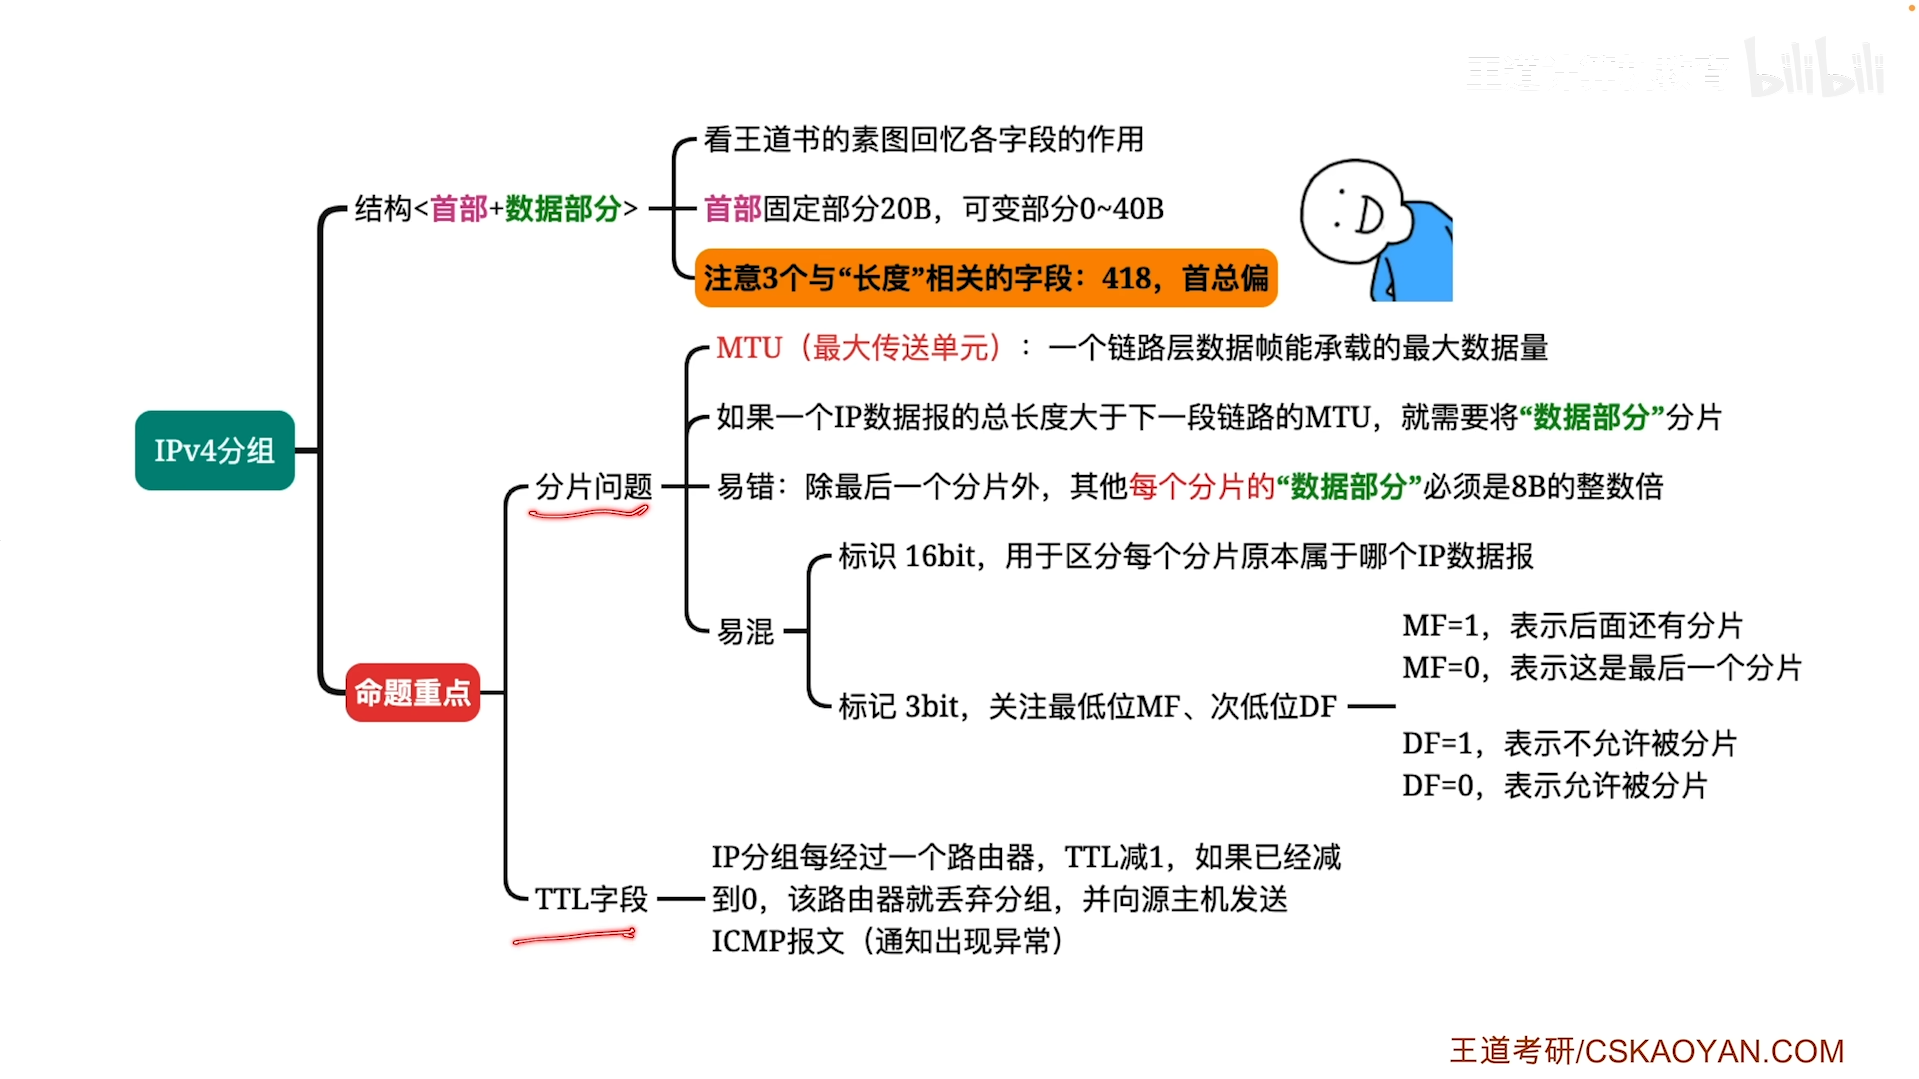 王道计算机教育 bilibili
看王道书的素图回忆各字段的作用
结构<首部+数据部分>
首部固定部分20B，可变部分0~40B
注意3个与“长度”相关的字段：418，首总偏
MTU（最大传送单元）：一个链路层数据帧能承载的最大数据量
如果一个IP数据报的总长度大于下一段链路的MTU，就需要将“数据部分”分片
IPv4分组
分片问题
易错：除最后一个分片外，其他每个分片的“数据部分”必须是8B的整数倍
标识 16bit，用于区分每个分片原本属于哪个IP数据报
易混
MF=1，表示后面还有分片
MF=0，表示这是最后一个分片
命题重点
标记 3bit，关注最低位MF、次低位DF
DF=1，表示不允许被分片
DF=0，表示允许被分片
TTL字段
IP分组每经过一个路由器，TTL减1，如果已经减
到0，该路由器就丢弃分组，并向源主机发送
ICMP报文（通知出现异常）
王道考研/CSKAOYAN.COM